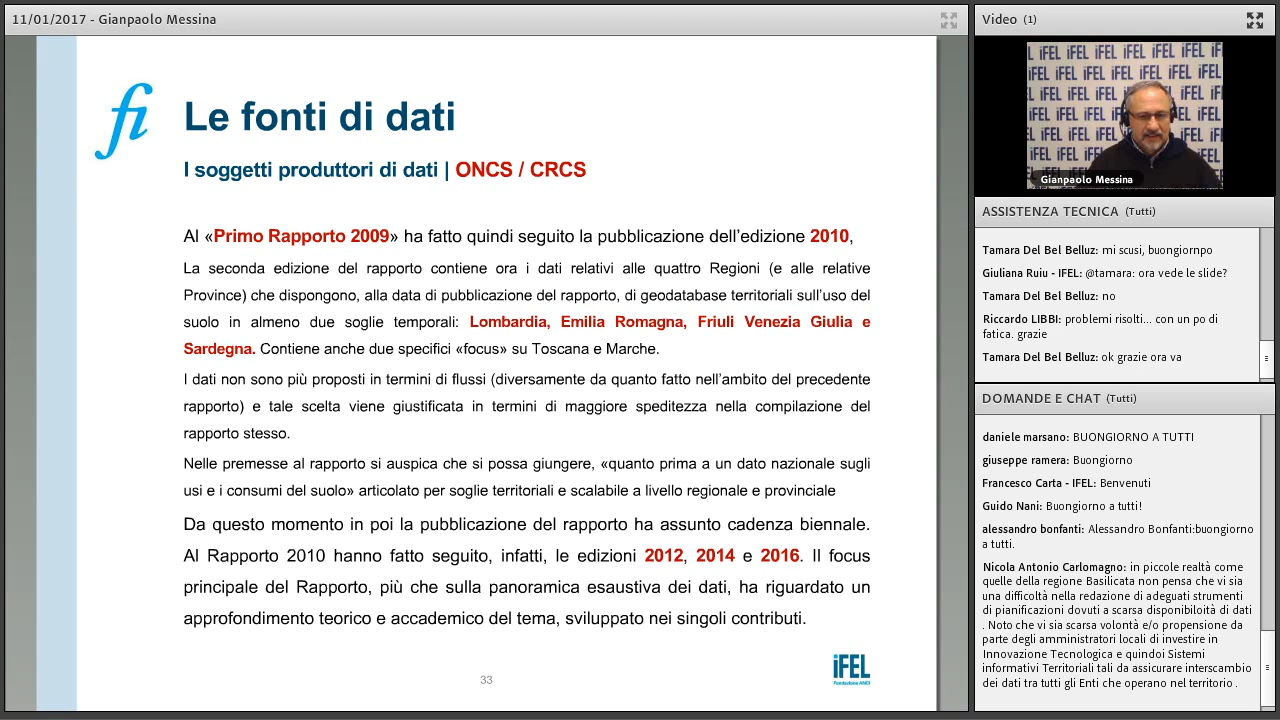 11/01/2017 - Gianpaolo Messina
fi
Le fonti di dati
I soggetti produttori di dati | ONCS / CRCS
Al «Primo Rapporto 2009» ha fatto quindi seguito la pubblicazione dell'edizione 2010,
La seconda edizione del rapporto contiene ora i dati relativi alle quattro Regioni (e alle relative
Province) che dispongono, alla data di pubblicazione del rapporto, di geodatabase territoriali sull'uso del
suolo in almeno due soglie temporali: Lombardia, Emilia Romagna, Friuli Venezia Giulia e
Sardegna. Contiene anche due specifici «focus» su Toscana e Marche.
I dati non sono più proposti in termini di flussi (diversamente da quanto fatto nell'ambito del precedente
rapporto) e tale scelta viene giustificata in termini di maggiore speditezza nella compilazione del
rapporto stesso.
Nelle premesse al rapporto si auspica che si possa giungere, «quanto prima a un dato nazionale sugli
usi e i consumi del suolo» articolato per soglie territoriali e scalabile a livello regionale e provinciale
Da questo momento in poi la pubblicazione del rapporto ha assunto cadenza biennale.
Al Rapporto 2010 hanno fatto seguito, infatti, le edizioni 2012, 2014 e 2016. Il focus
principale del Rapporto, più che sulla panoramica esaustiva dei dati, ha riguardato un
approfondimento teorico e accademico del tema, sviluppato nei singoli contributi.
33
iFEL
Fondazione ANCI
Video (1)
iFEL iFEL iFEL iFEL
Gianpaolo Messina
ASSISTENZA TECNICA (Tutti)
Tamara Del Bel Belluz: mi scusi, buongiornpo
Giuliana Ruiu - IFEL: @tamara: ora vede le slide?
Tamara Del Bel Belluz: no
Riccardo LIBBI: problemi risolti... con un po di
fatica. grazie
Tamara Del Bel Belluz: ok grazie ora va
DOMANDE E CHAT (Tutti)
daniele marsano: BUONGIORNO A TUTTI
giuseppe ramera: Buongiorno
Francesco Carta - IFEL: Benvenuti
Guido Nani: Buongiorno a tutti!
alessandro bonfanti: Alessandro Bonfanti:buongiorno
a tutti.
Nicola Antonio Carlomagno: in piccole realtà come
quelle della regione Basilicata non pensa che vi sia
una difficoltà nella redazione di adeguati strumenti
di pianificazioni dovuti a scarsa disponibiloità di dati
. Noto che vi sia scarsa volontà e/o propensione da
parte degli amministratori locali di investire in
Innovazione Tecnologica e quindoi Sistemi
informativi Territoriali tali da assicurare interscambio
dei dati tra tutti gli Enti che operano nel territorio .